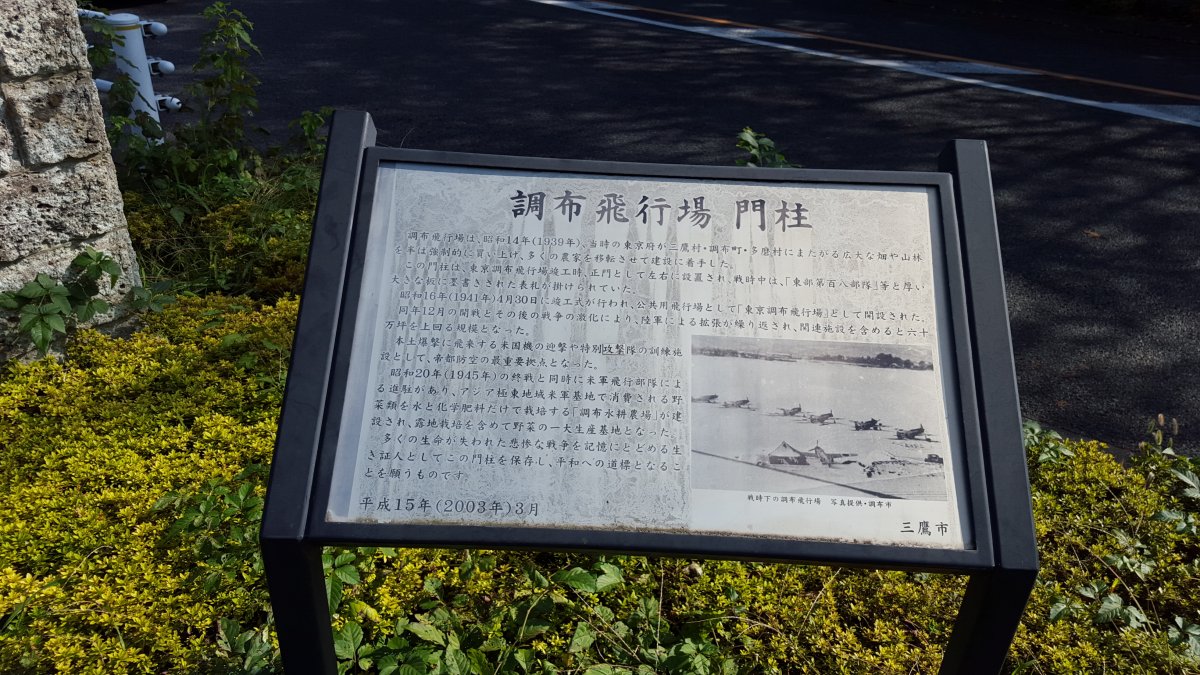 調布飛行場 門柱
調布飛行場は、昭和14年(1939年)、当時の東京府が三鷹村・調布町・多磨村にまたがる広大な畑や山林
を半ば強制的に買い上げ、多くの農家を移転させて建設に着手した。
この門柱は、東京調布飛行場竣工時、正門として左右に設置され、戦時中は、「東部第百八部隊」等と厚い
大きな板に墨書きされた表札が掛けられていた。
昭和16年(1941年)4月30日に竣工式が行われ、公共用飛行場として「東京調布飛行場」として開設された。
同年12月の開戦とその後の戦争の激化により、陸軍による拡張が繰り返され、関連施設を含めると六十
万坪を上回る規模となった。
本土爆撃に飛来する米国機の迎撃や特別攻撃隊の訓練施
設として、帝都防空の最重要拠点となった。
昭和20年(1945年)の終戦と同時に米軍飛行部隊によ
る進駐があり、アジア極東地域米軍基地で消費される野
菜類を水と化学肥料だけで栽培する「調布水耕農場」が建
設され、露地栽培を含めて野菜の一大生産基地となった。
多くの生命が失われた悲惨な戦争を記憶にとどめる生
き証人としてこの門柱を保存し、平和への道標となるこ
とを願うものです。
平成15年(2003年)3月
戦時下の調布飛行場 写真提供・調布市
三鷹市